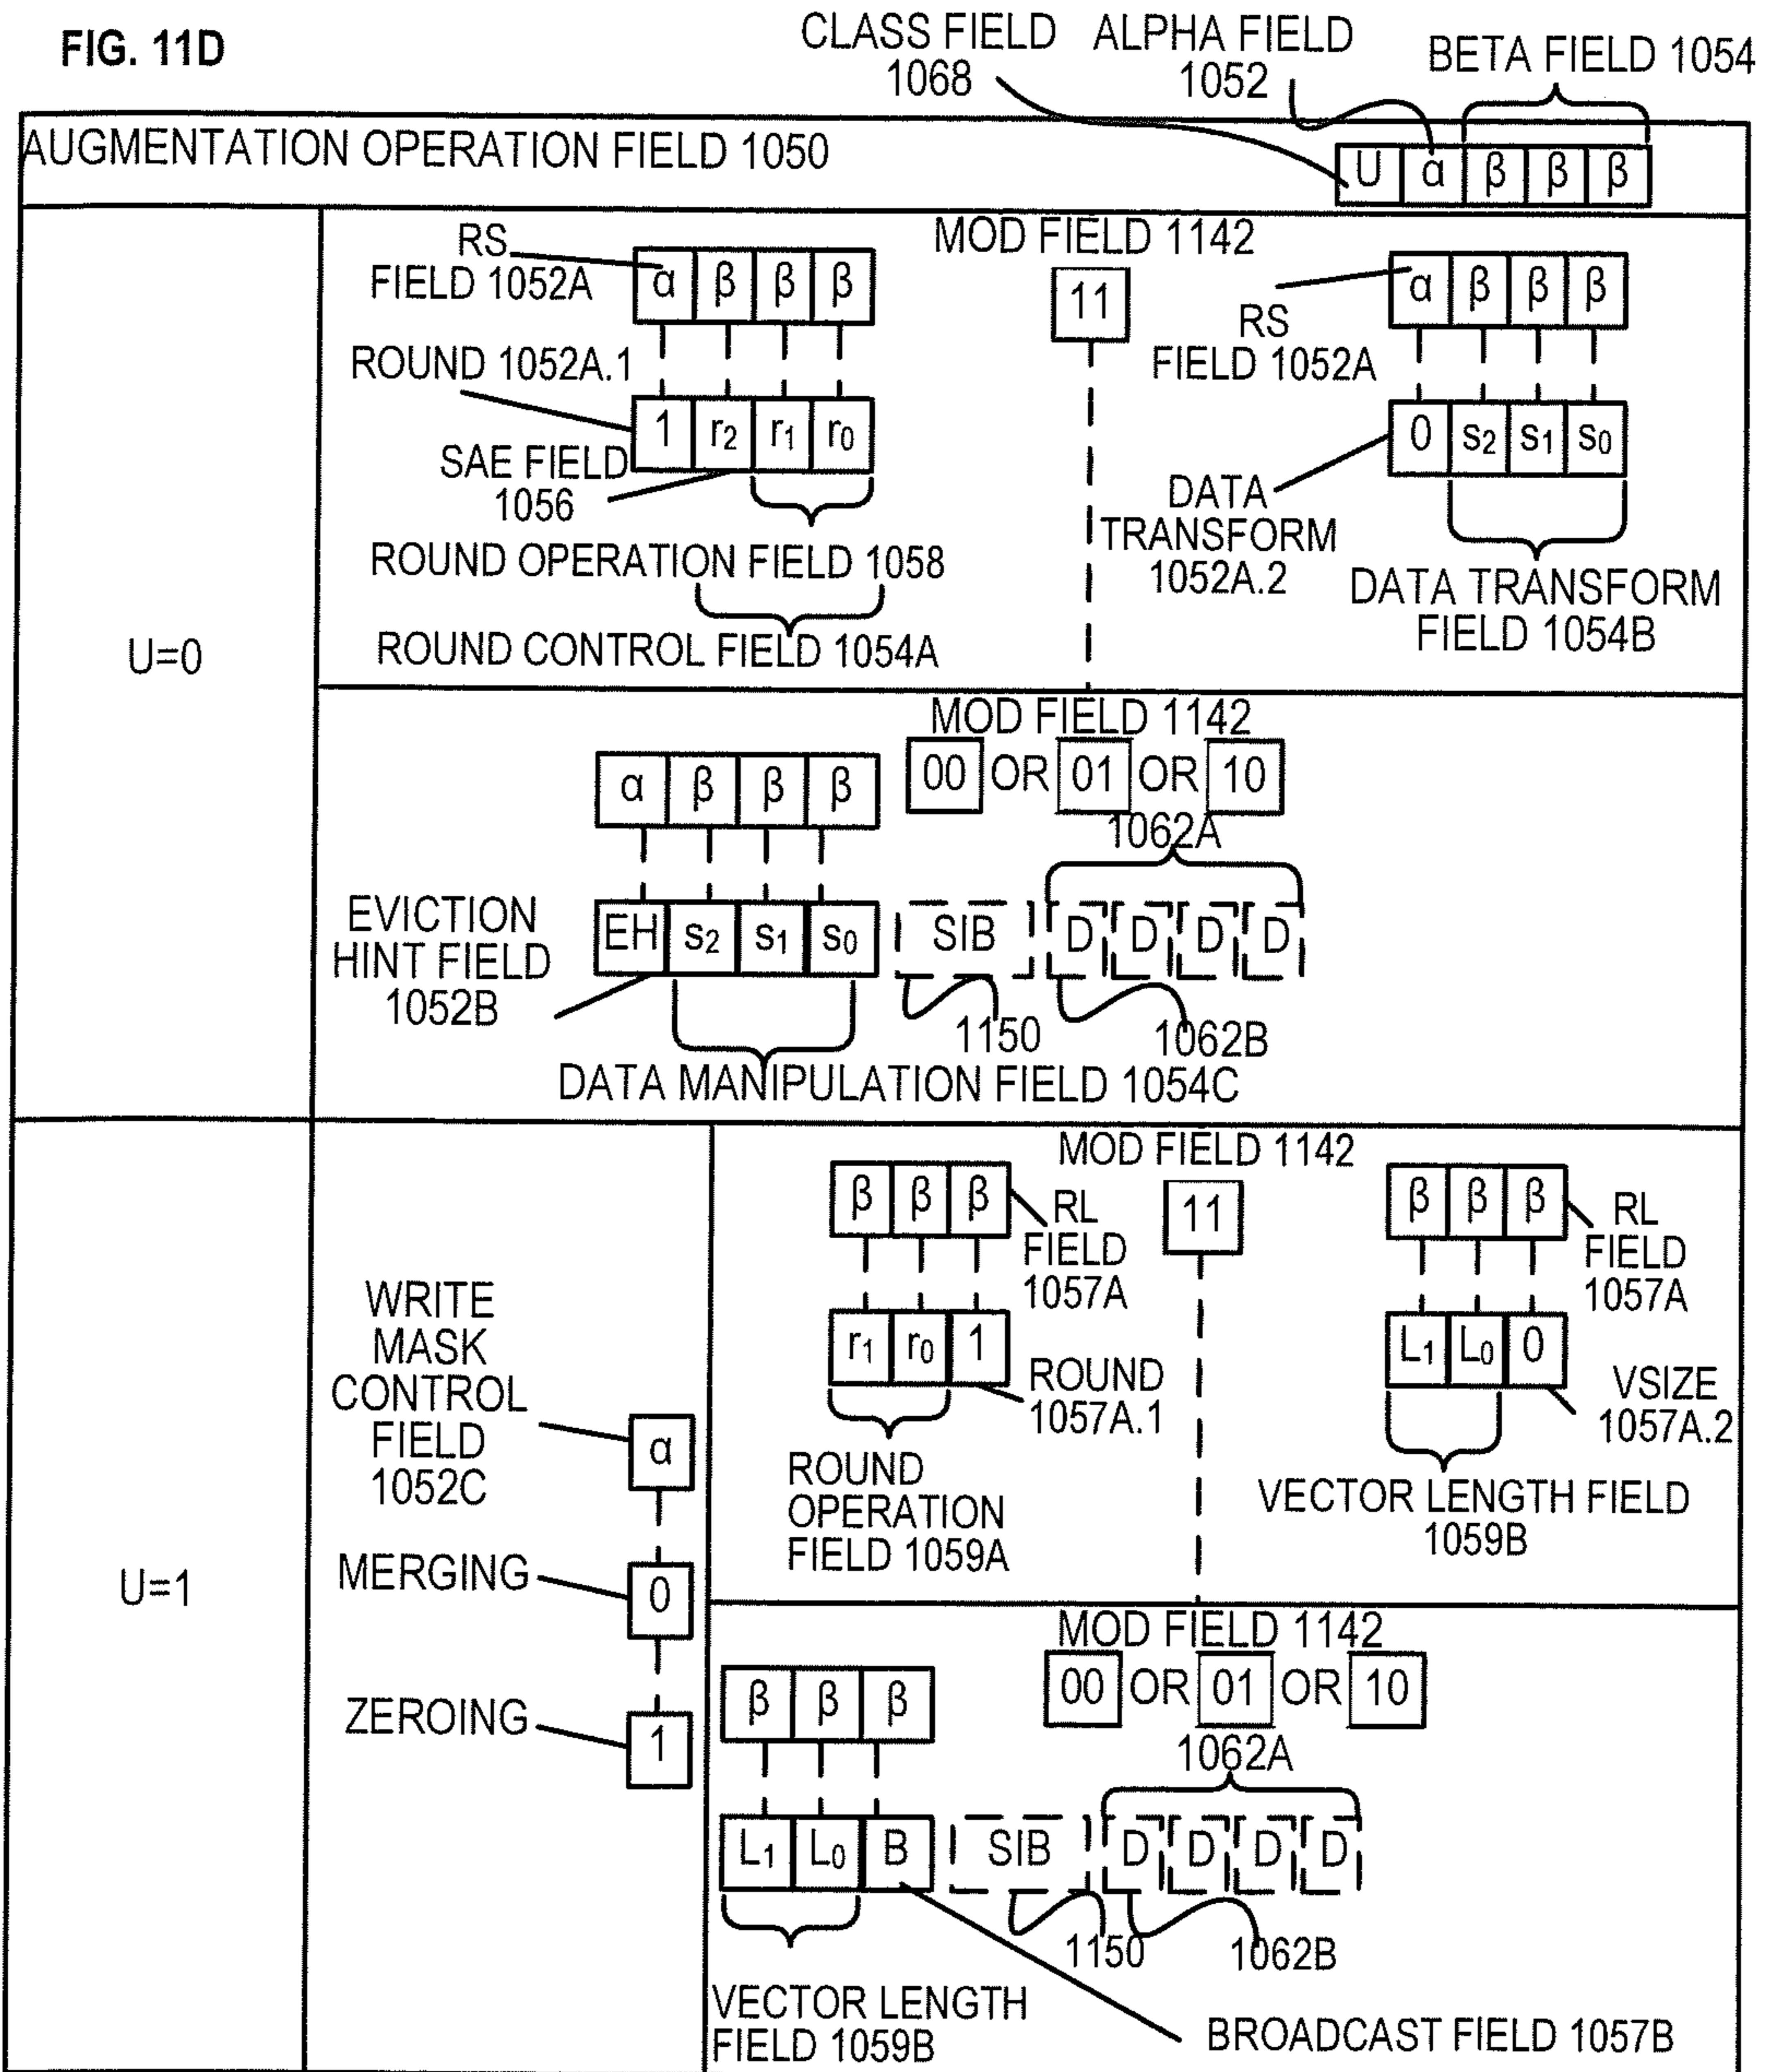 FIG. 11D
CLASS FIELD
1068
ALPHA FIELD
1052
BETA FIELD 1054
AUGMENTATION OPERATION FIELD 1050
U α β β β
U=0
RS
FIELD 1052A
α β β β
MOD FIELD 1142
11
α β β β
RS
FIELD 1052A
ROUND 1052A.1
1 r2 r1 r0
0 s2 s1 s0
SAE FIELD
1056
DATA
TRANSFORM
1052A.2
ROUND OPERATION FIELD 1058
DATA TRANSFORM
FIELD 1054B
ROUND CONTROL FIELD 1054A
MOD FIELD 1142
α β β β
00 OR 01 OR 10
1062A
EVICTION
HINT FIELD
1052B
EH s2 s1 s0
SIB
D D D D
1150
1062B
DATA MANIPULATION FIELD 1054C
U=1
WRITE
MASK
CONTROL
FIELD
1052C
α
MERGING
0
ZEROING
1
MOD FIELD 1142
β β β
RL
FIELD
1057A
11
β β β
RL
FIELD
1057A
r1 r0 1
ROUND
1057A.1
L1 L0 0
VSIZE
1057A.2
ROUND
OPERATION
FIELD 1059A
VECTOR LENGTH FIELD
1059B
MOD FIELD 1142
β β β
00 OR 01 OR 10
1062A
L1 L0 B
SIB
D D D D
1150
1062B
VECTOR LENGTH
FIELD 1059B
BROADCAST FIELD 1057B